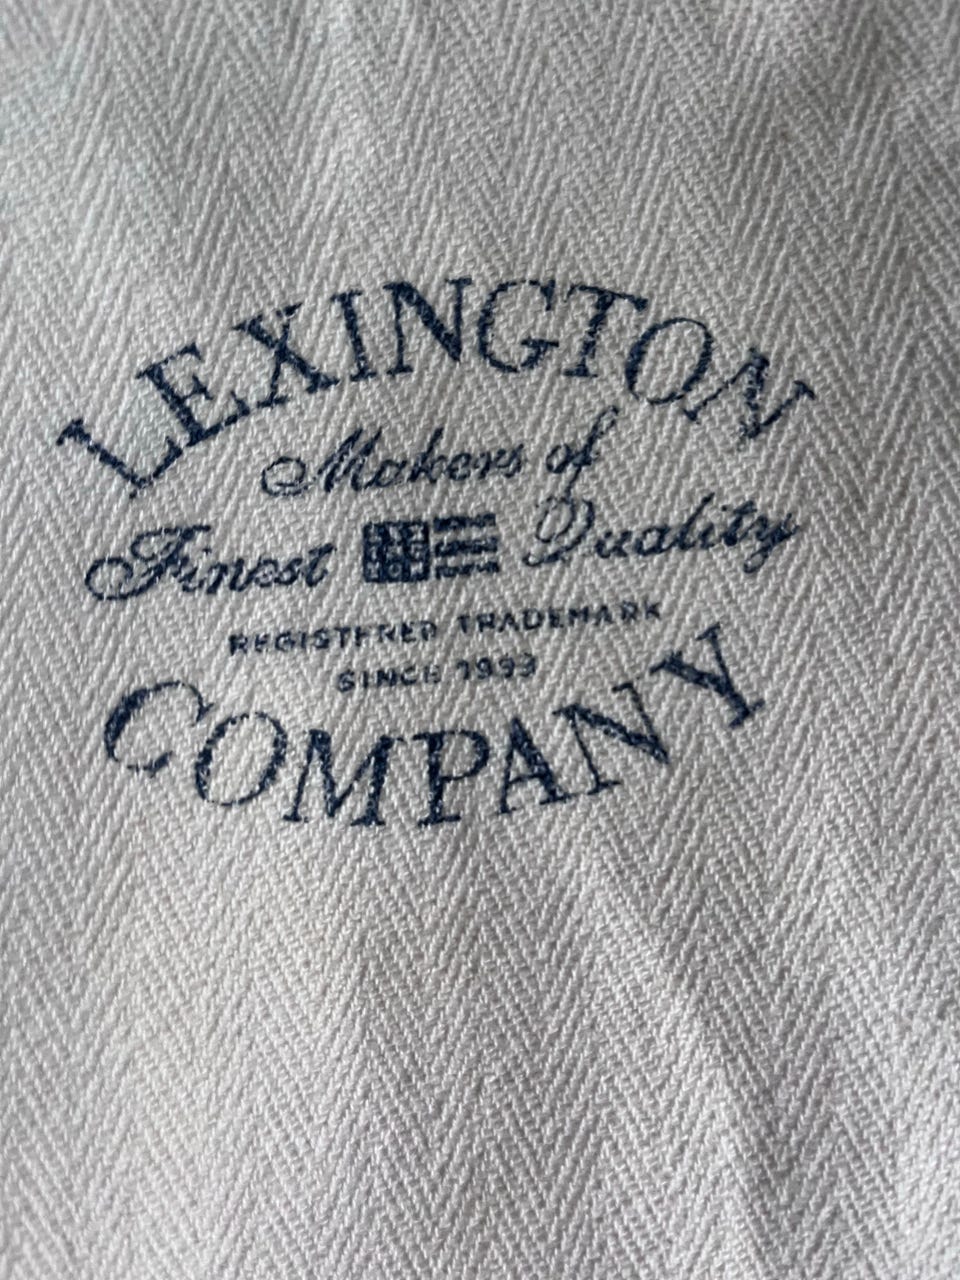 LEXINGTON
Makers of
Finest Quality
REGISTERED TRADEMARK
SINCE 1993
COMPANY